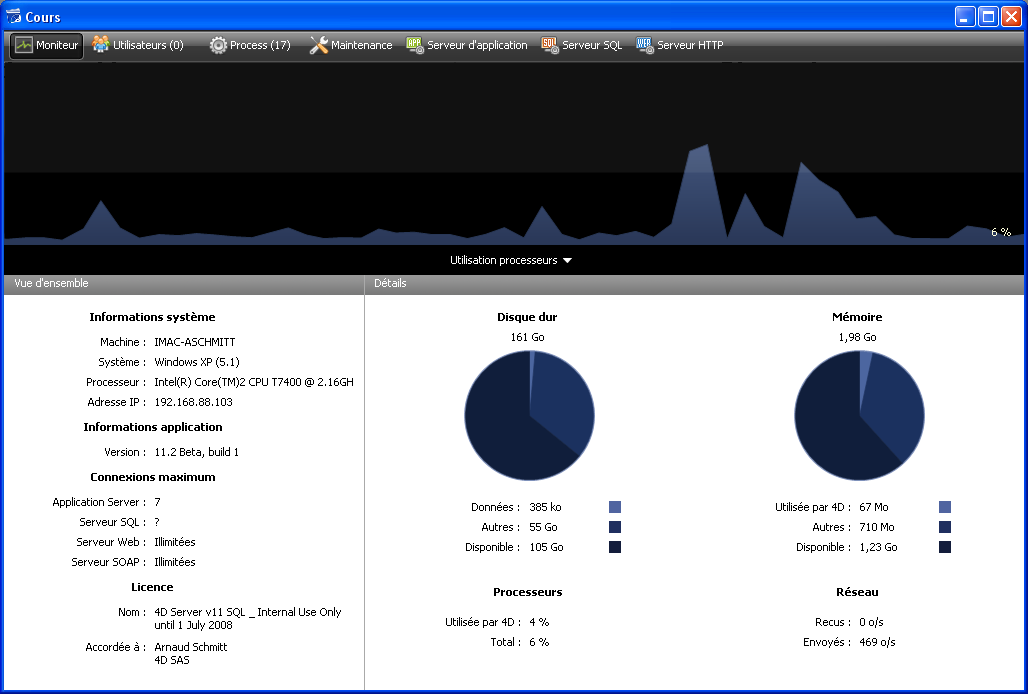 Cours
Moniteur Utilisateurs (0) Process (17) Maintenance Serveur d'application Serveur SQL Serveur HTTP
6 %
Utilisation processeurs
Vue d'ensemble
Informations système
Machine : IMAC-ASCHMITT
Système : Windows XP (5.1)
Processeur : Intel(R) Core(TM)2 CPU T7400 @ 2.16GH
Adresse IP : 192.168.88.103
Informations application
Version : 11.2 Beta, build 1
Connexions maximum
Application Server : 7
Serveur SQL : ?
Serveur Web : Illimitées
Serveur SOAP : Illimitées
Licence
Nom : 4D Server v11 SQL _ Internal Use Only
until 1 July 2008
Accordée à : Arnaud Schmitt
4D SAS
Détails
Disque dur
161 Go
Données : 385 ko
Autres : 55 Go
Disponible : 105 Go
Mémoire
1,98 Go
Utilisée par 4D : 67 Mo
Autres : 710 Mo
Disponible : 1,23 Go
Processeurs
Utilisée par 4D : 4 %
Total : 6 %
Réseau
Recus : 0 o/s
Envoyés : 469 o/s